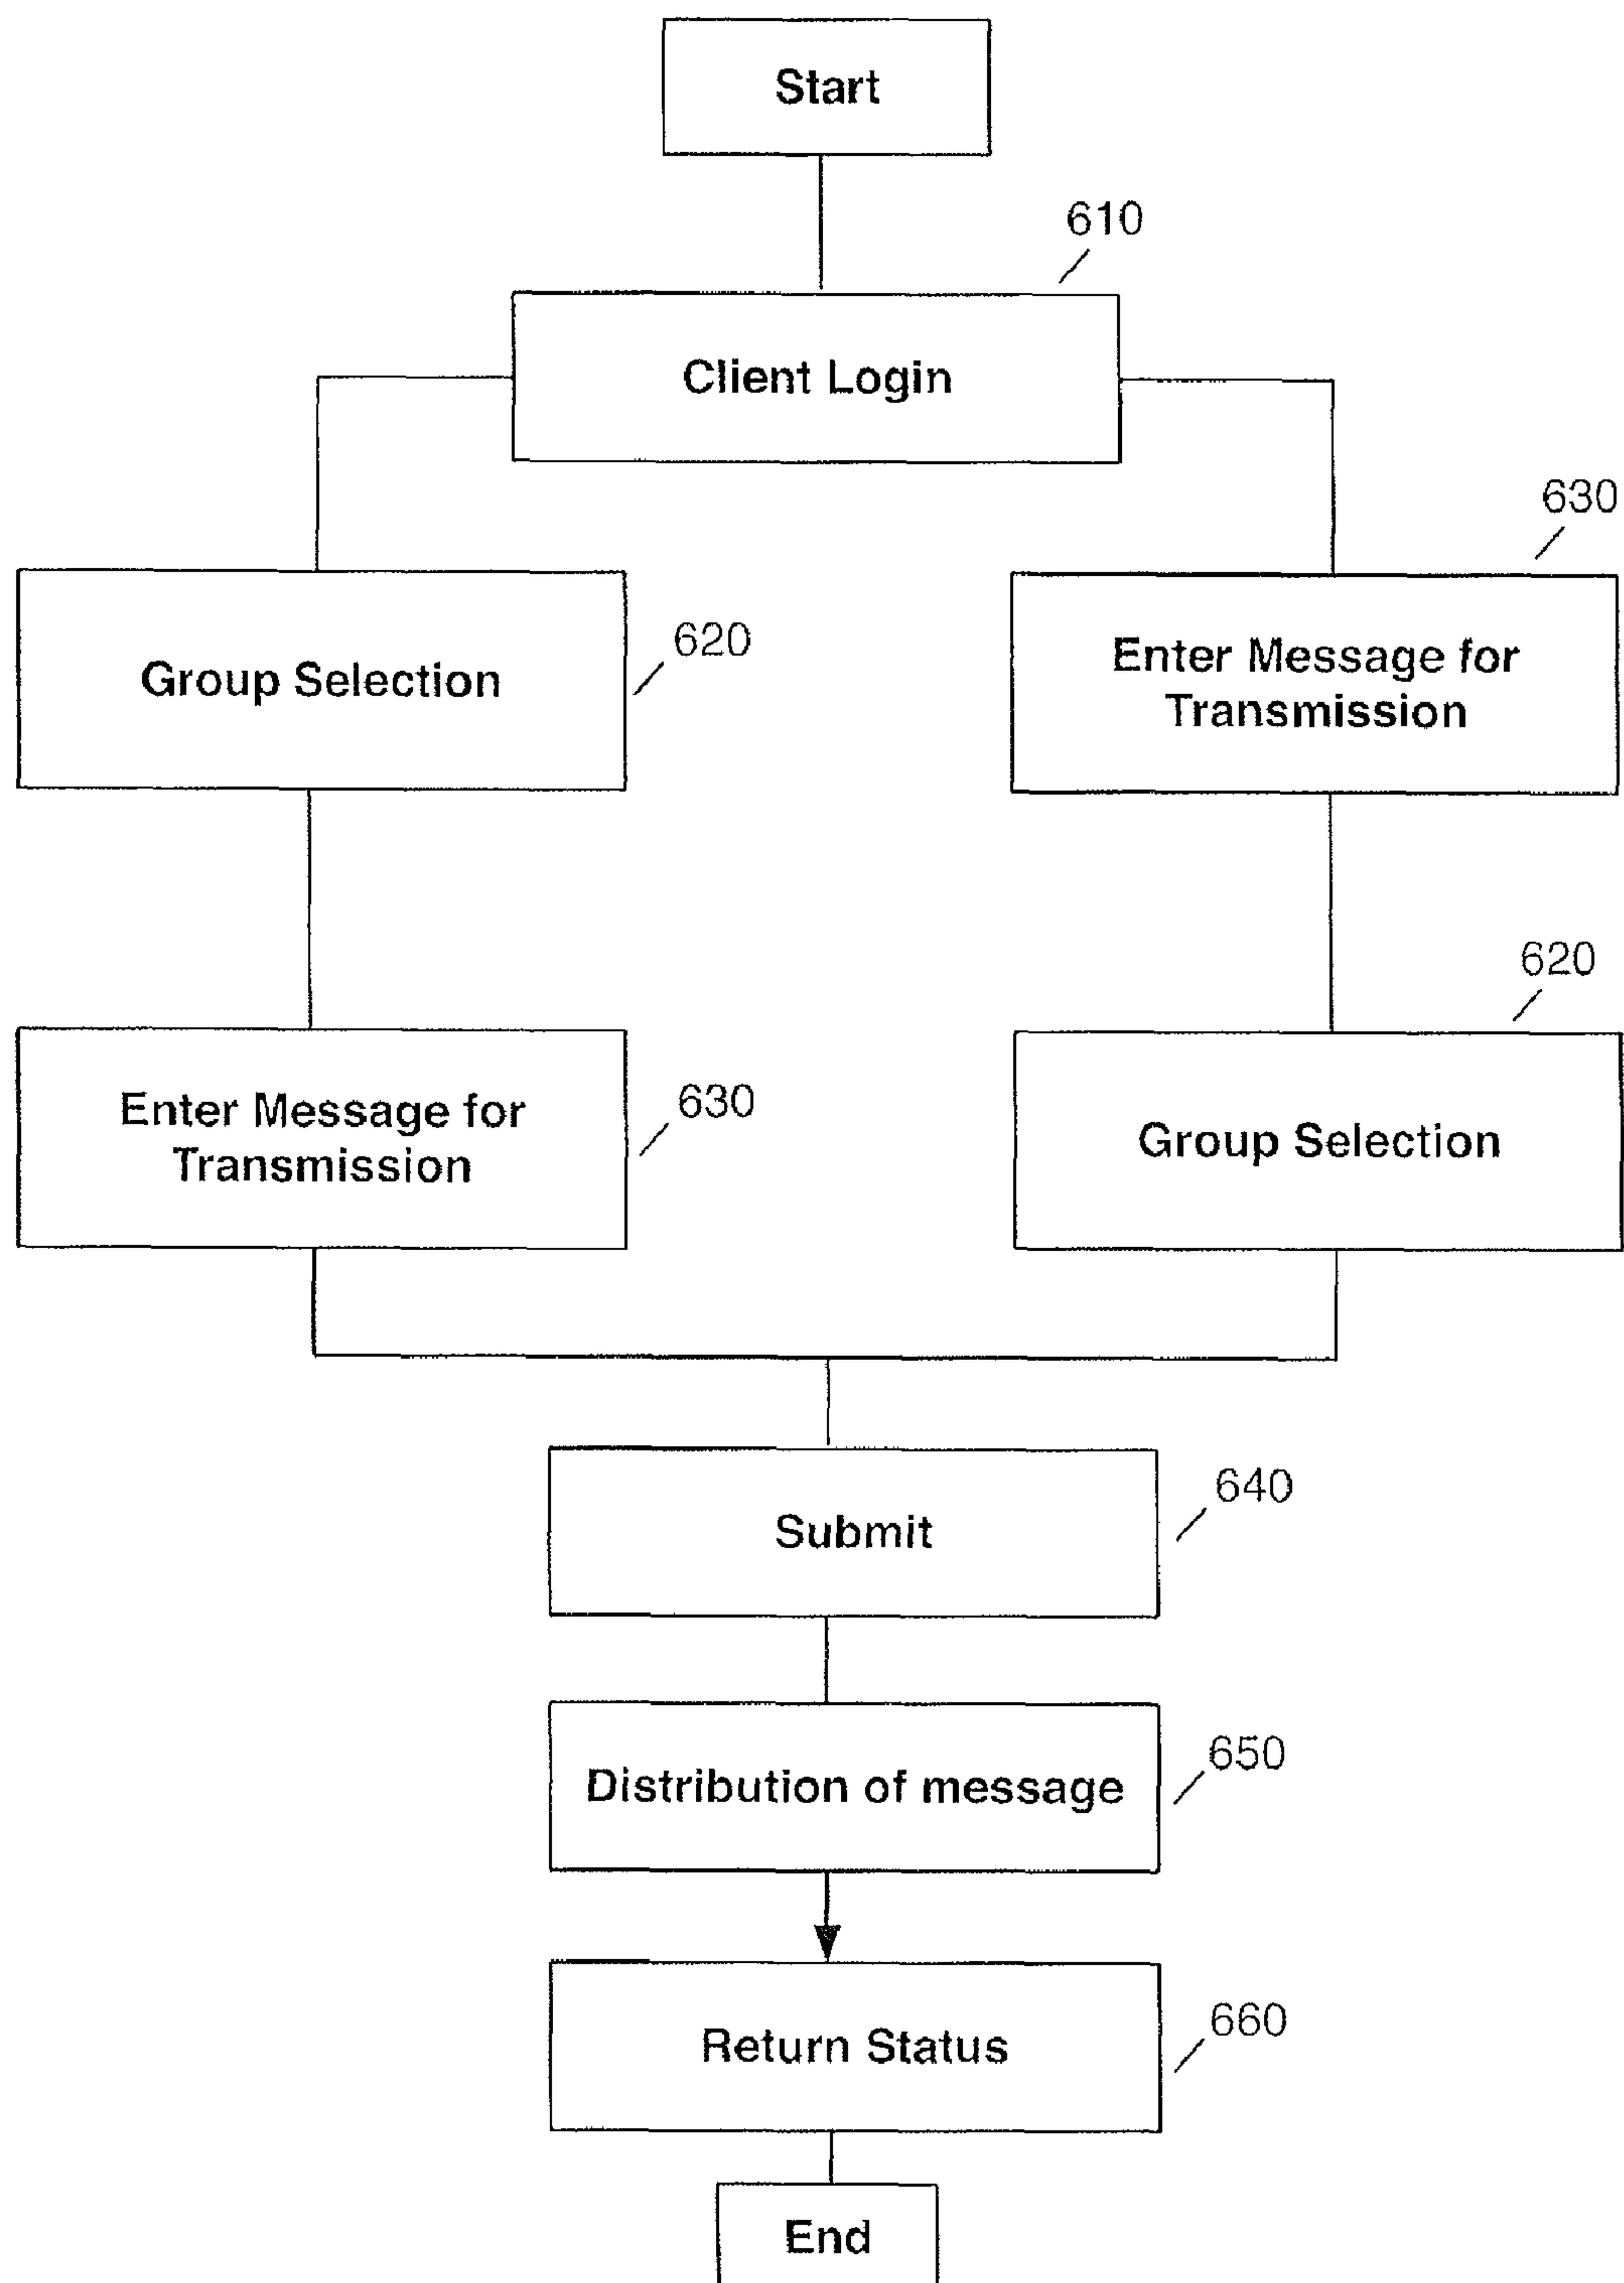 Start
610
Client Login
630
Group Selection
620
Enter Message for
Transmission
620
Enter Message for
Transmission
630
Group Selection
640
Submit
650
Distribution of message
660
Return Status
End